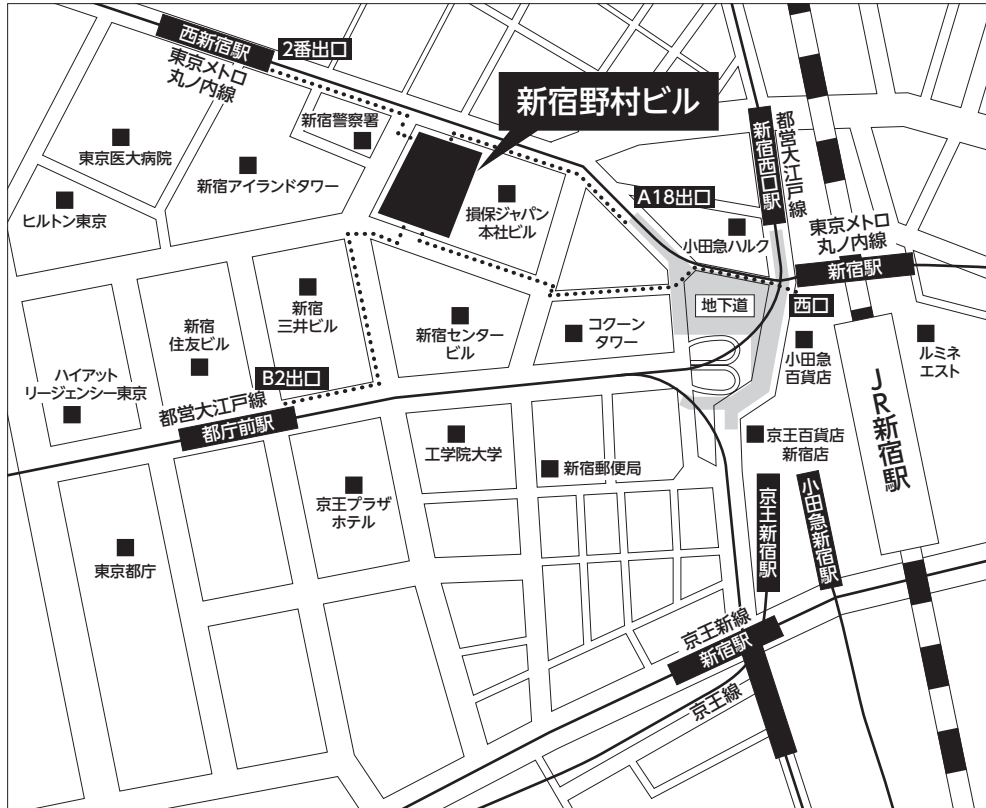 西新宿駅
2番出口
東京メトロ
丸ノ内線
新宿野村ビル
新宿警察署
東京医大病院
新宿アイランドタワー
ヒルトン東京
損保ジャパン
本社ビル
A18出口
小田急ハルク
都営大江戸線
新宿西口駅
東京メトロ
丸ノ内線
新宿駅
地下道
西口
新宿
三井ビル
新宿センター
ビル
コクーン
タワー
小田急
百貨店
ルミネ
エスト
新宿
住友ビル
ハイアット
リージェンシー東京
B2出口
都営大江戸線
都庁前駅
JR新宿駅
工学院大学
新宿郵便局
京王百貨店
新宿店
京王プラザ
ホテル
京王新宿駅
小田急新宿駅
東京都庁
京王新線
新宿駅
京王線